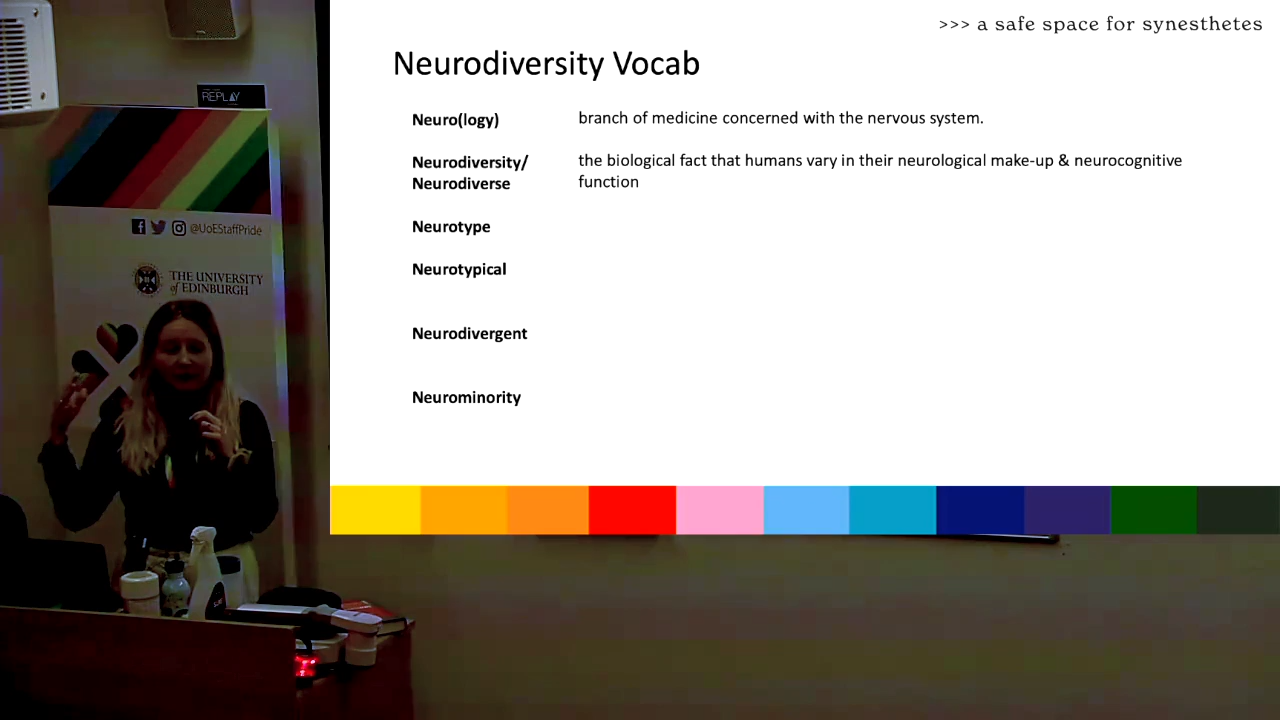 >>> a safe space for synesthetes
Neurodiversity Vocab
Neuro(logy) branch of medicine concerned with the nervous system.
Neurodiversity/ the biological fact that humans vary in their neurological make-up & neurocognitive
Neurodiverse function
Neurotype
Neurotypical
Neurodivergent
Neurominority
REPLAY
@UoEStaffPride
THE UNIVERSITY
of EDINBURGH